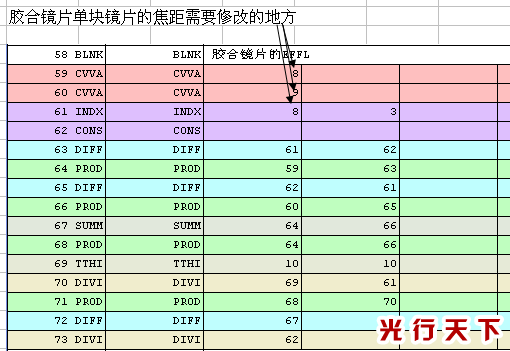 胶合镜片单块镜片的焦距需要修改的地方
58 BLNK BLNK 胶合镜片的EFFL
59 CVVA CVVA 8
60 CVVA CVVA 9
61 INDX INDX 8 3
62 CONS CONS
63 DIFF DIFF 61 62
64 PROD PROD 59 63
65 DIFF DIFF 62 61
66 PROD PROD 60 65
67 SUMM SUMM 64 66
68 PROD PROD 64 66
69 TTHI TTHI 10 10
70 DIVI DIVI 69 61
71 PROD PROD 68 70
72 DIFF DIFF 67
73 DIVI DIVI 62
光行天下